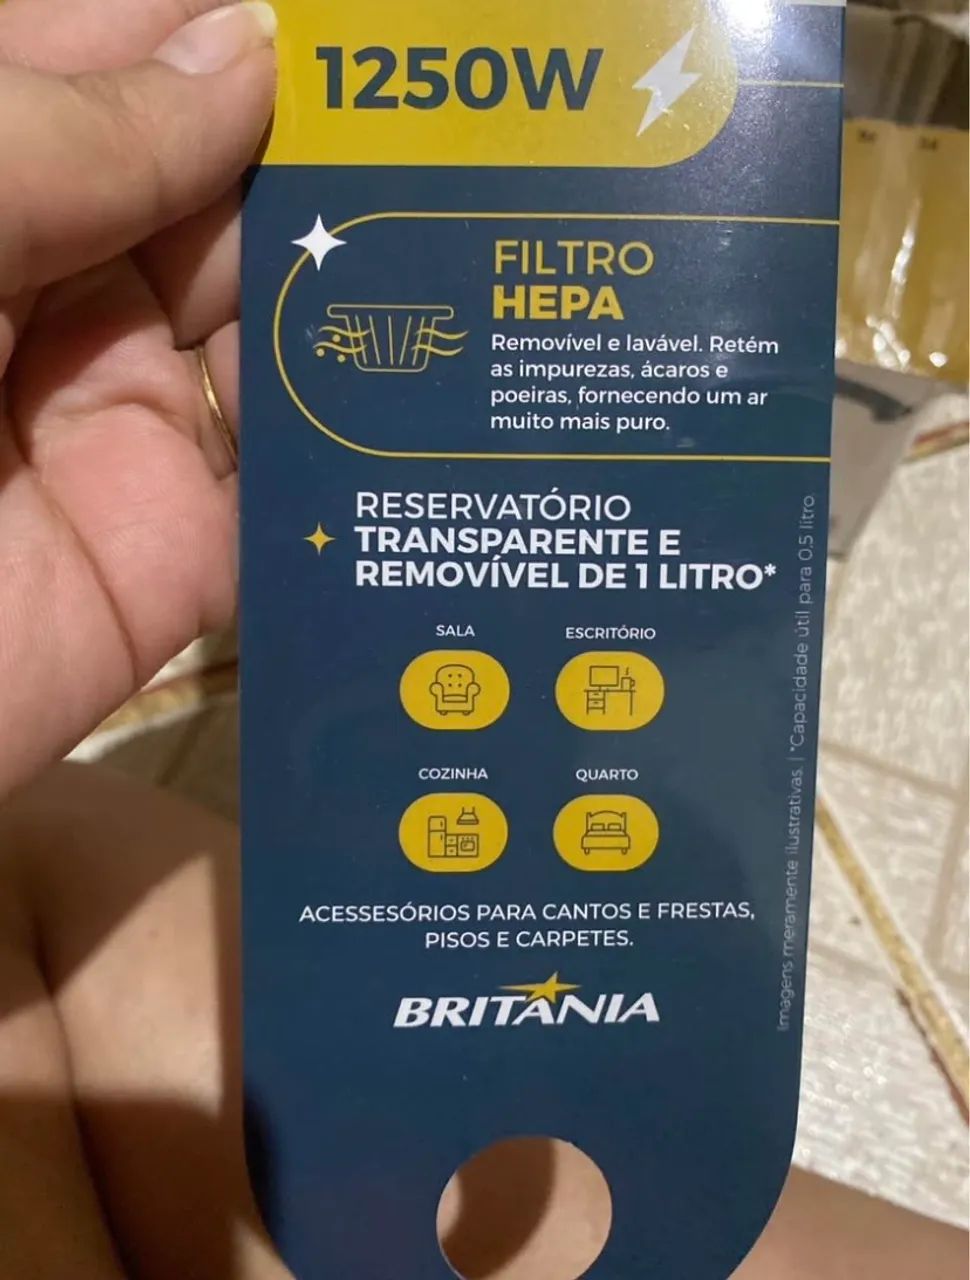 1250W
FILTRO
HEPA
Removível e lavável. Retém
as impurezas, ácaros e
poeiras, fornecendo um ar
muito mais puro.
RESERVATÓRIO
TRANSPARENTE E
REMOVÍVEL DE 1 LITRO*
SALA
ESCRITÓRIO
COZINHA
QUARTO
ACESSESÓRIOS PARA CANTOS E FRESTAS,
PISOS E CARPETES.
BRITÂNIA
Imagens meramente ilustrativas. | *Capacidade útil para 0,5 litro.